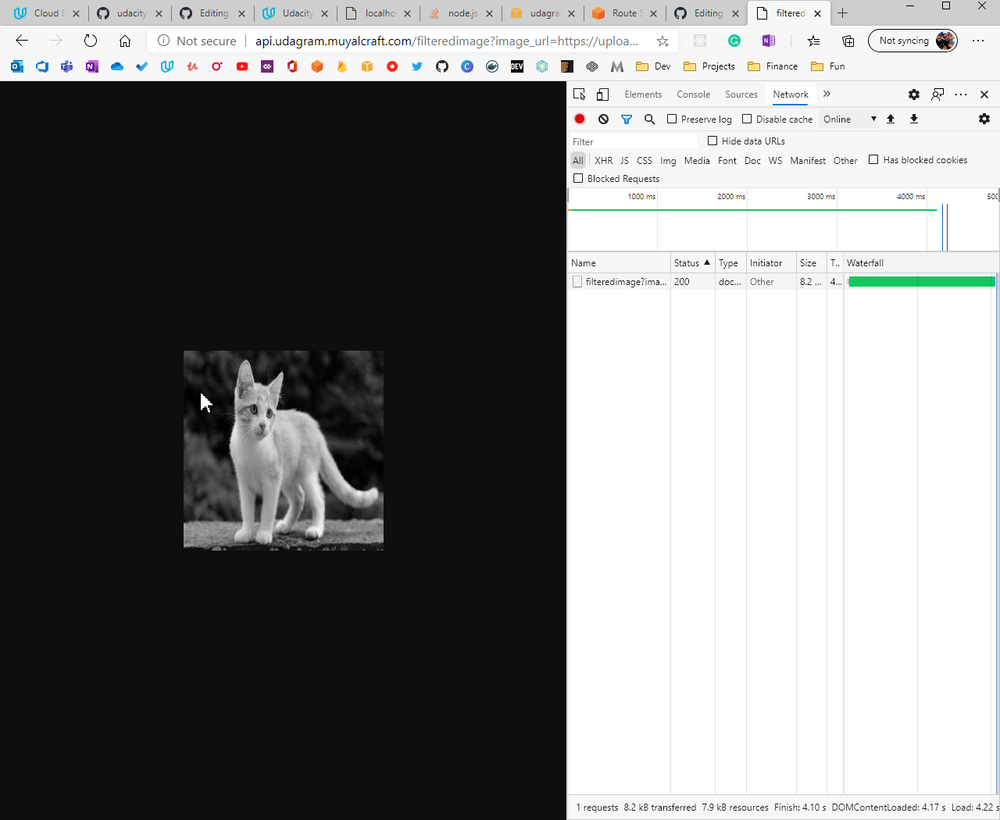 Cloud D
udacity
Editing
Udacity
localho
node.js
udagra
Route 5
Editing
filtered
Not secure
api.udagram.muyalcraft.com/filteredimage?image_url=https://uploa...
Not syncing
DEV
Dev
Projects
Finance
Fun
Elements Console Sources Network
Preserve log Disable cache Online
Filter Hide data URLs
All XHR JS CSS Img Media Font Doc WS Manifest Other Has blocked cookies
Blocked Requests
1000 ms 2000 ms 3000 ms 4000 ms 500
Name Status Type Initiator Size T.. Waterfall
filteredimage?ima... 200 doc... Other 8.2 ... 4...
1 requests 8.2 kB transferred 7.9 kB resources Finish: 4.10 s DOMContentLoaded: 4.17 s Load: 4.22 s